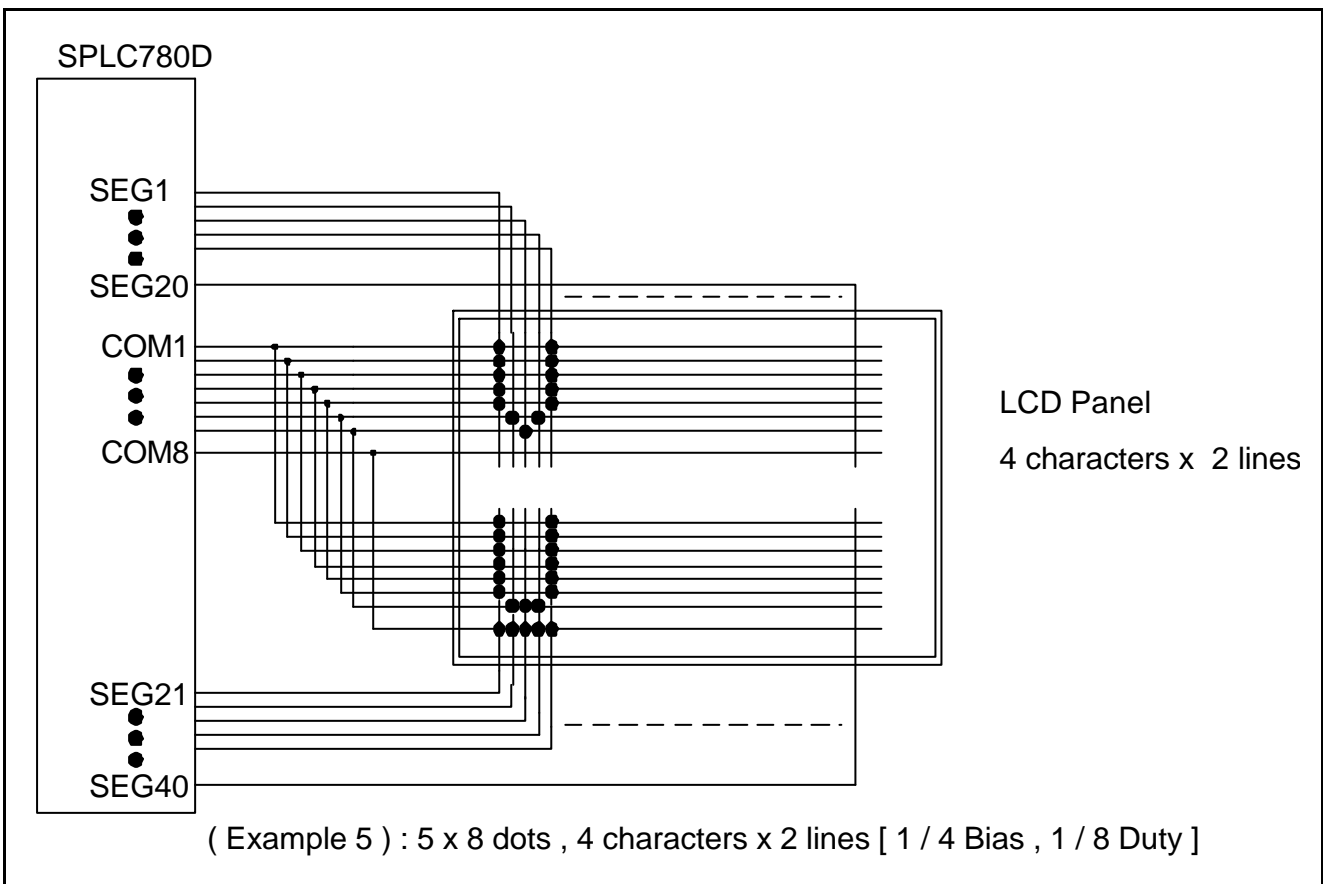 SPLC780D
SEG1
SEG20
COM1
COM8
LCD Panel
4 characters x 2 lines
SEG21
SEG40
( Example 5 ) : 5 x 8 dots , 4 characters x 2 lines [ 1 / 4 Bias , 1 / 8 Duty ]